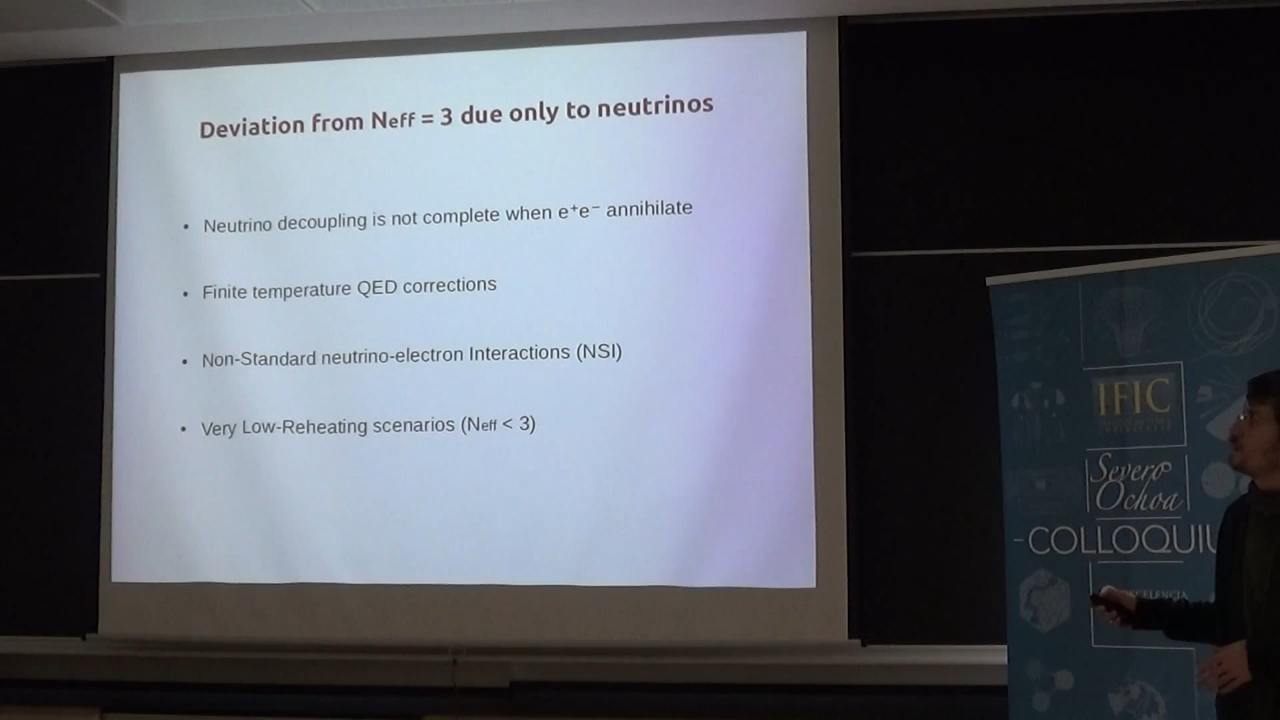 Deviation from Neff = 3 due only to neutrinos
• Neutrino decoupling is not complete when e⁺e⁻ annihilate
• Finite temperature QED corrections
• Non-Standard neutrino-electron Interactions (NSI)
• Very Low-Reheating scenarios (Neff < 3)
IFIC
Severo
Ochoa
-COLLOQUIU